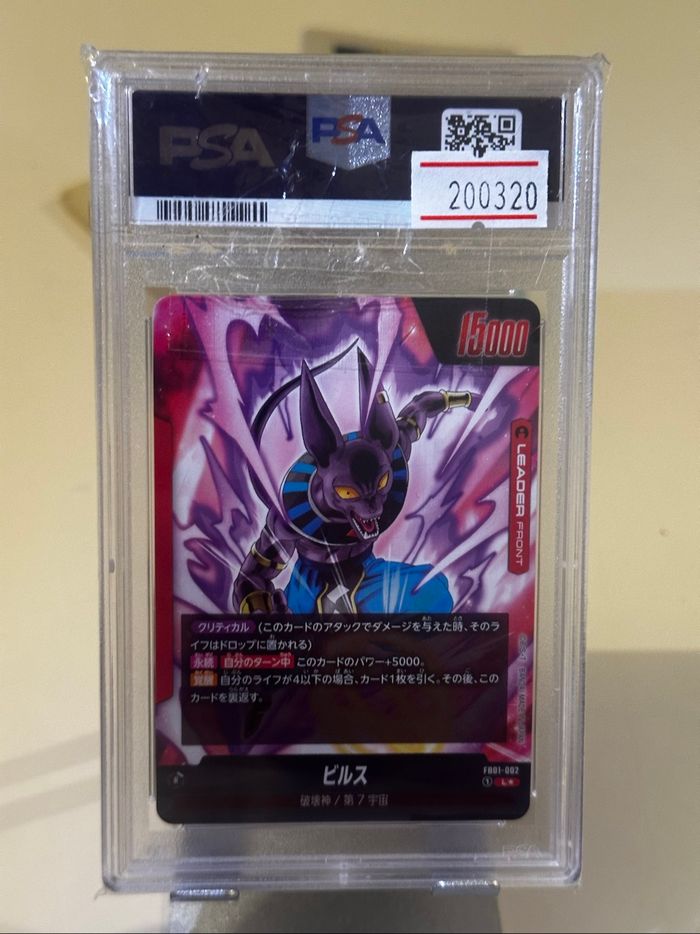 PSA
PSA
200320
15000
LEADER FRONT
クリティカル (このカードのアタックでダメージを与えた時、そのラ
イフはドロップに置かれる)
永続 自分のターン中 このカードのパワー+5000。
覚醒 自分のライフが4以下の場合、カード1枚を引く。その後、この
カードを裏返す。
ビルス
FB01-002
1 L★
破壊神 / 第7宇宙
PSA